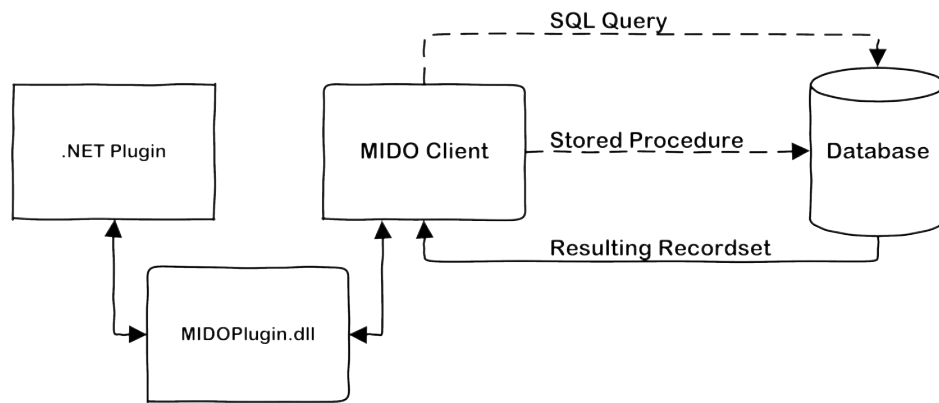 SQL Query
.NET Plugin
MIDO Client
Stored Procedure
Database
Resulting Recordset
MIDOPlugin.dll